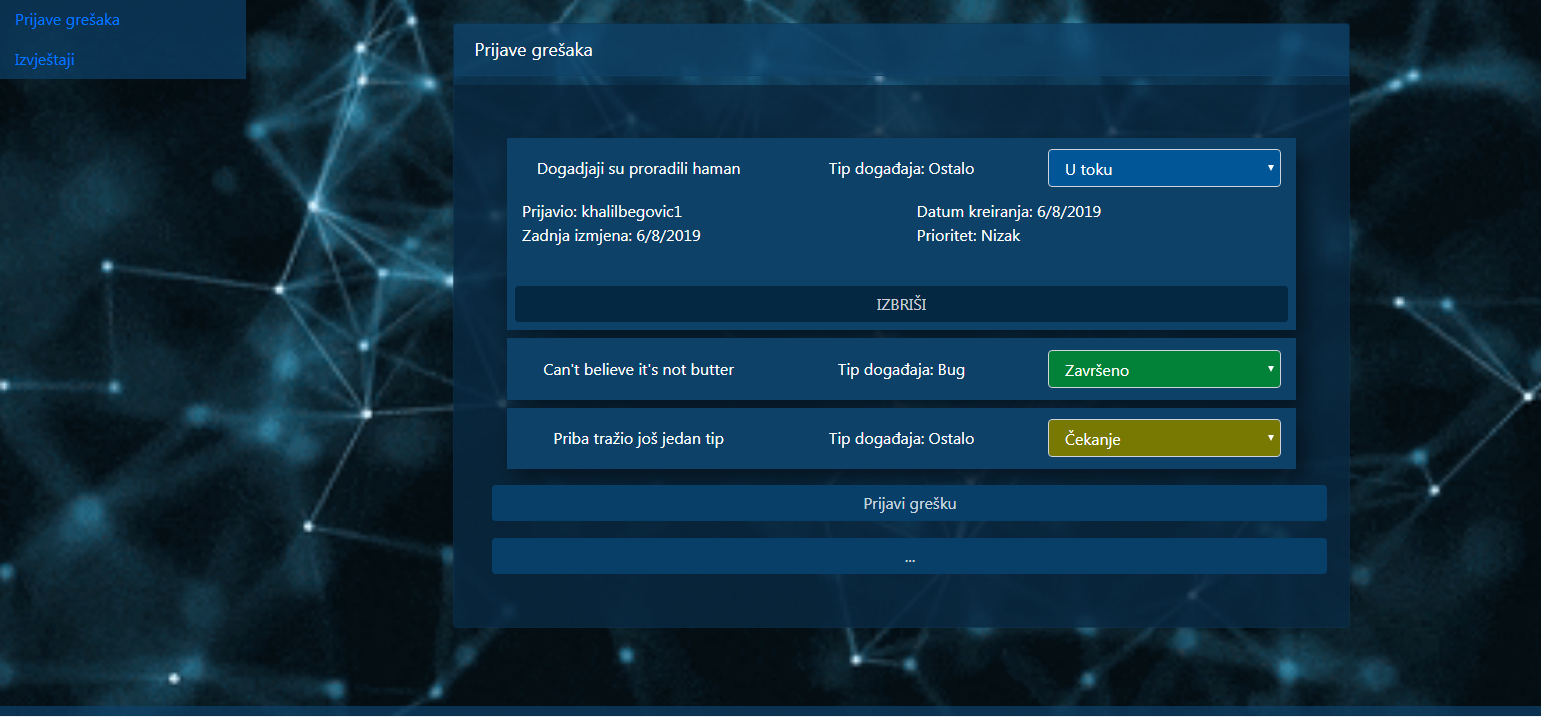 Prijave grešaka
Izvještaji
Prijave grešaka
Dogadjaji su proradili haman
Tip događaja: Ostalo
U toku
Prijavio: khalilbegovic1
Datum kreiranja: 6/8/2019
Zadnja izmjena: 6/8/2019
Prioritet: Nizak
IZBRIŠI
Can't believe it's not butter
Tip događaja: Bug
Završeno
Priba tražio još jedan tip
Tip događaja: Ostalo
Čekanje
Prijavi grešku
...